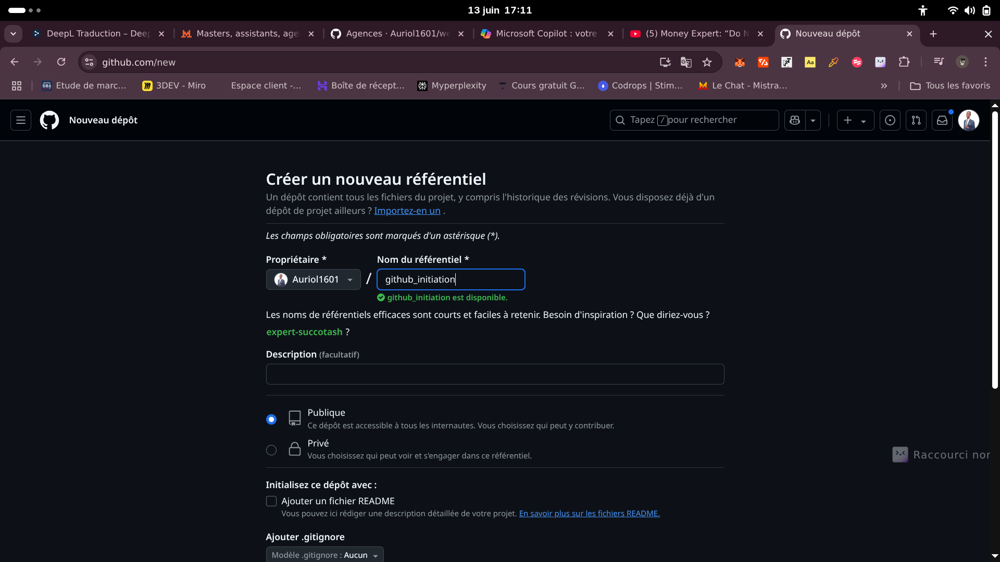 13 juin 17:11
DeepL Traduction – Deep
Masters, assistants, age
Agences · Auriol1601/we
Microsoft Copilot : votre
(5) Money Expert: “Do N
Nouveau dépôt
github.com/new
Etude de marc...
3DEV - Miro
Espace client -...
Boîte de récept...
Myperplexity
Cours gratuit G...
Codrops | Stim...
Le Chat - Mistra...
Tous les favoris
Nouveau dépôt
Tapez / pour rechercher
Créer un nouveau référentiel
Un dépôt contient tous les fichiers du projet, y compris l'historique des révisions. Vous disposez déjà d'un
dépôt de projet ailleurs ? Importez-en un .
Les champs obligatoires sont marqués d'un astérisque (*).
Propriétaire *
Nom du référentiel *
Auriol1601
/
github_initiation
github_initiation est disponible.
Les noms de référentiels efficaces sont courts et faciles à retenir. Besoin d'inspiration ? Que diriez-vous ?
expert-succotash ?
Description (facultatif)
Publique
Ce dépôt est accessible à tous les internautes. Vous choisissez qui peut y contribuer.
Privé
Vous choisissez qui peut voir et s'engager dans ce référentiel.
Raccourci nor
Initialisez ce dépôt avec :
Ajouter un fichier README
Vous pouvez ici rédiger une description détaillée de votre projet. En savoir plus sur les fichiers README.
Ajouter .gitignore
Modèle .gitignore : Aucun